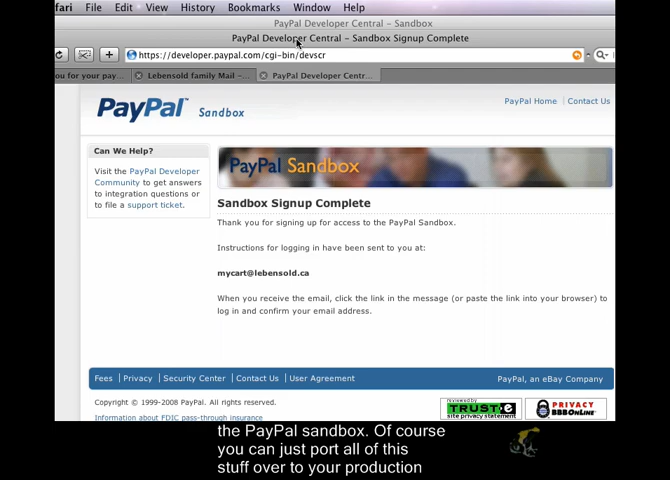 fari File Edit View History Bookmarks Window Help
PayPal Developer Central – Sandbox
PayPal Developer Central – Sandbox Signup Complete
https://developer.paypal.com/cgi-bin/devscr
ou for your pay... Lebensold family Mail –... PayPal Developer Centr...
PayPal™ Sandbox
PayPal Home | Contact Us
Can We Help?
Visit the PayPal Developer
Community to get answers
to integration questions or
to file a support ticket.
PayPal Sandbox
Sandbox Signup Complete
Thank you for signing up for access to the PayPal Sandbox.
Instructions for logging in have been sent to you at:
mycart@lebensold.ca
When you receive the email, click the link in the message (or paste the link into your browser) to
log in and confirm your email address.
Fees | Privacy | Security Center | Contact Us | User Agreement
PayPal, an eBay Company
Copyright © 1999-2008 PayPal. All rights reserved.
Information about FDIC pass-through insurance
reviewed by
TRUSTe
site privacy statement
PRIVACY
BBBOnLine
the PayPal sandbox. Of course
you can just port all of this
stuff over to your production